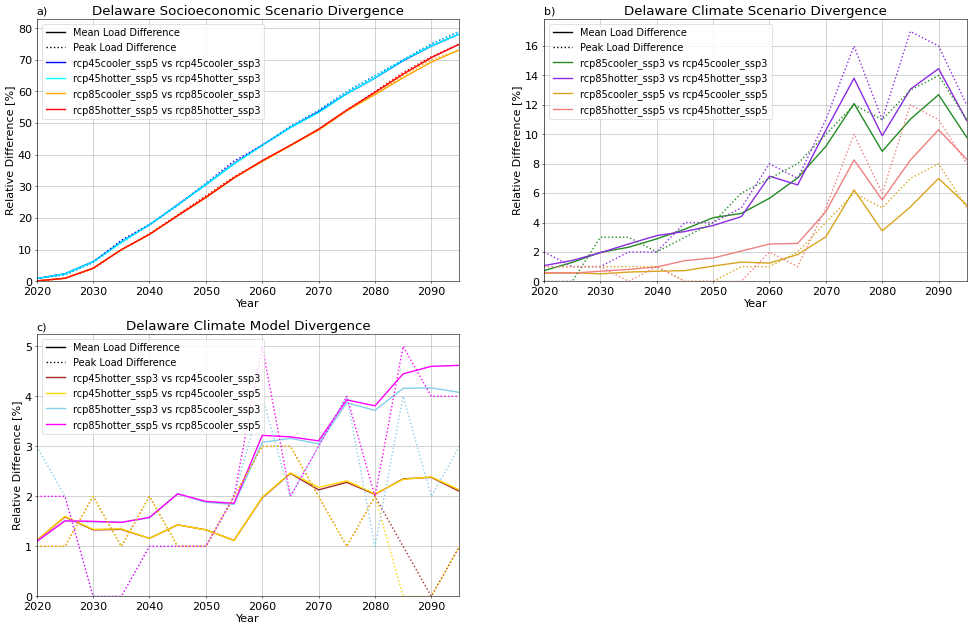 a)
Delaware Socioeconomic Scenario Divergence
Relative Difference [%]
80
70
60
50
40
30
20
10
0
Mean Load Difference
Peak Load Difference
rcp45cooler_ssp5 vs rcp45cooler_ssp3
rcp45hotter_ssp5 vs rcp45hotter_ssp3
rcp85cooler_ssp5 vs rcp85cooler_ssp3
rcp85hotter_ssp5 vs rcp85hotter_ssp3
2020 2030 2040 2050 2060 2070 2080 2090
Year
b)
Delaware Climate Scenario Divergence
Relative Difference [%]
16
14
12
10
8
6
4
2
0
Mean Load Difference
Peak Load Difference
rcp85cooler_ssp3 vs rcp45cooler_ssp3
rcp85hotter_ssp3 vs rcp45hotter_ssp3
rcp85cooler_ssp5 vs rcp45cooler_ssp5
rcp85hotter_ssp5 vs rcp45hotter_ssp5
2020 2030 2040 2050 2060 2070 2080 2090
Year
c)
Delaware Climate Model Divergence
Relative Difference [%]
5
4
3
2
1
0
Mean Load Difference
Peak Load Difference
rcp45hotter_ssp3 vs rcp45cooler_ssp3
rcp45hotter_ssp5 vs rcp45cooler_ssp5
rcp85hotter_ssp3 vs rcp85cooler_ssp3
rcp85hotter_ssp5 vs rcp85cooler_ssp5
2020 2030 2040 2050 2060 2070 2080 2090
Year